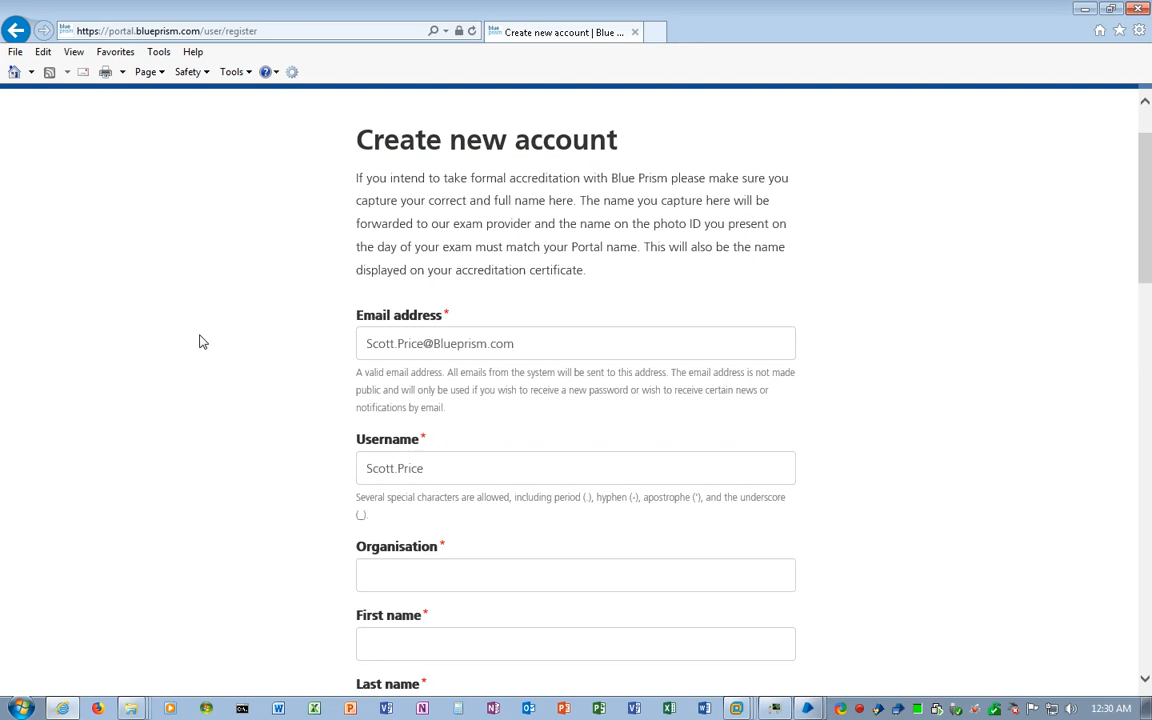 https://portal.blueprism.com/user/register
blue prism
Create new account | Blue ...
File Edit View Favorites Tools Help
Page Safety Tools
Create new account
If you intend to take formal accreditation with Blue Prism please make sure you
capture your correct and full name here. The name you capture here will be
forwarded to our exam provider and the name on the photo ID you present on
the day of your exam must match your Portal name. This will also be the name
displayed on your accreditation certificate.
Email address*
Scott.Price@Blueprism.com
A valid email address. All emails from the system will be sent to this address. The email address is not made
public and will only be used if you wish to receive a new password or wish to receive certain news or
notifications by email.
Username*
Scott.Price
Several special characters are allowed, including period (.), hyphen (-), apostrophe ('), and the underscore
(_).
Organisation*
First name*
Last name*
12:30 AM